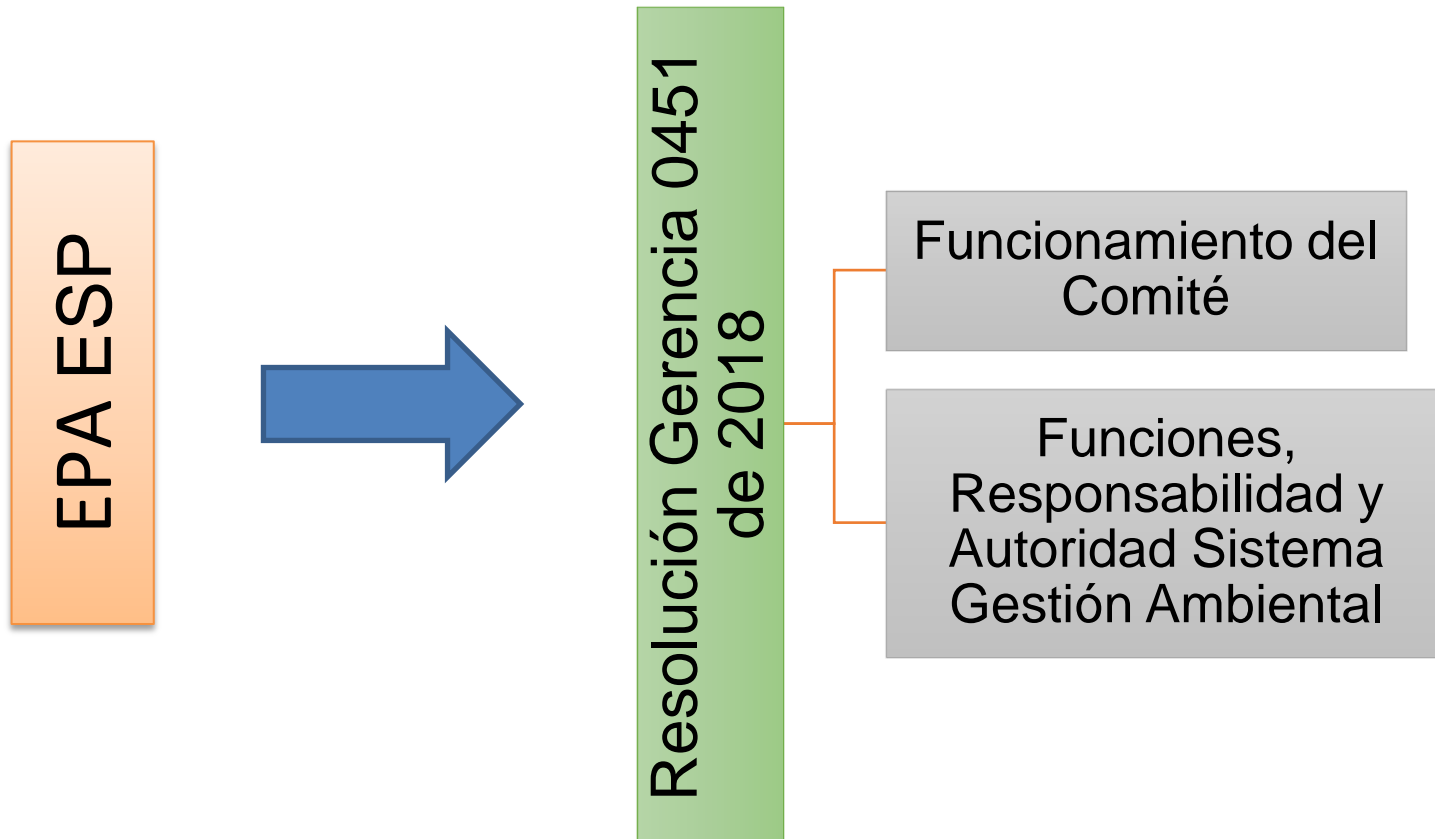 EPA ESP
Resolución Gerencia 0451
de 2018
Funcionamiento del
Comité
Funciones,
Responsabilidad y
Autoridad Sistema
Gestión Ambiental